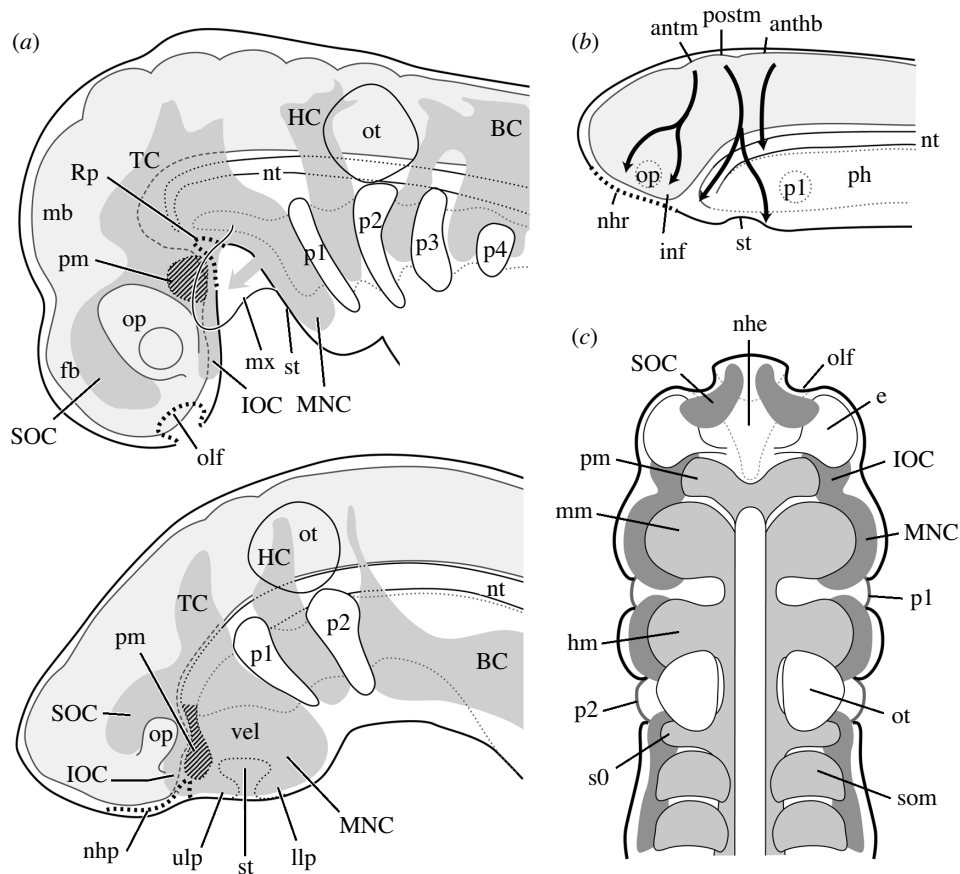 (a)
HC
ot
BC
TC
Rp
nt
mb
p1
p2
p3
p4
pm
op
fb
mx
st
MNC
IOC
SOC
olf
ot
HC
nt
TC
p2
pm
p1
BC
SOC
vel
op
IOC
MNC
nhp
ulp
st
llp
(b)
antm
postm
anthb
nt
op
p1
ph
nhr
inf
st
(c)
nhe
SOC
olf
e
pm
IOC
mm
MNC
p1
hm
p2
ot
s0
som